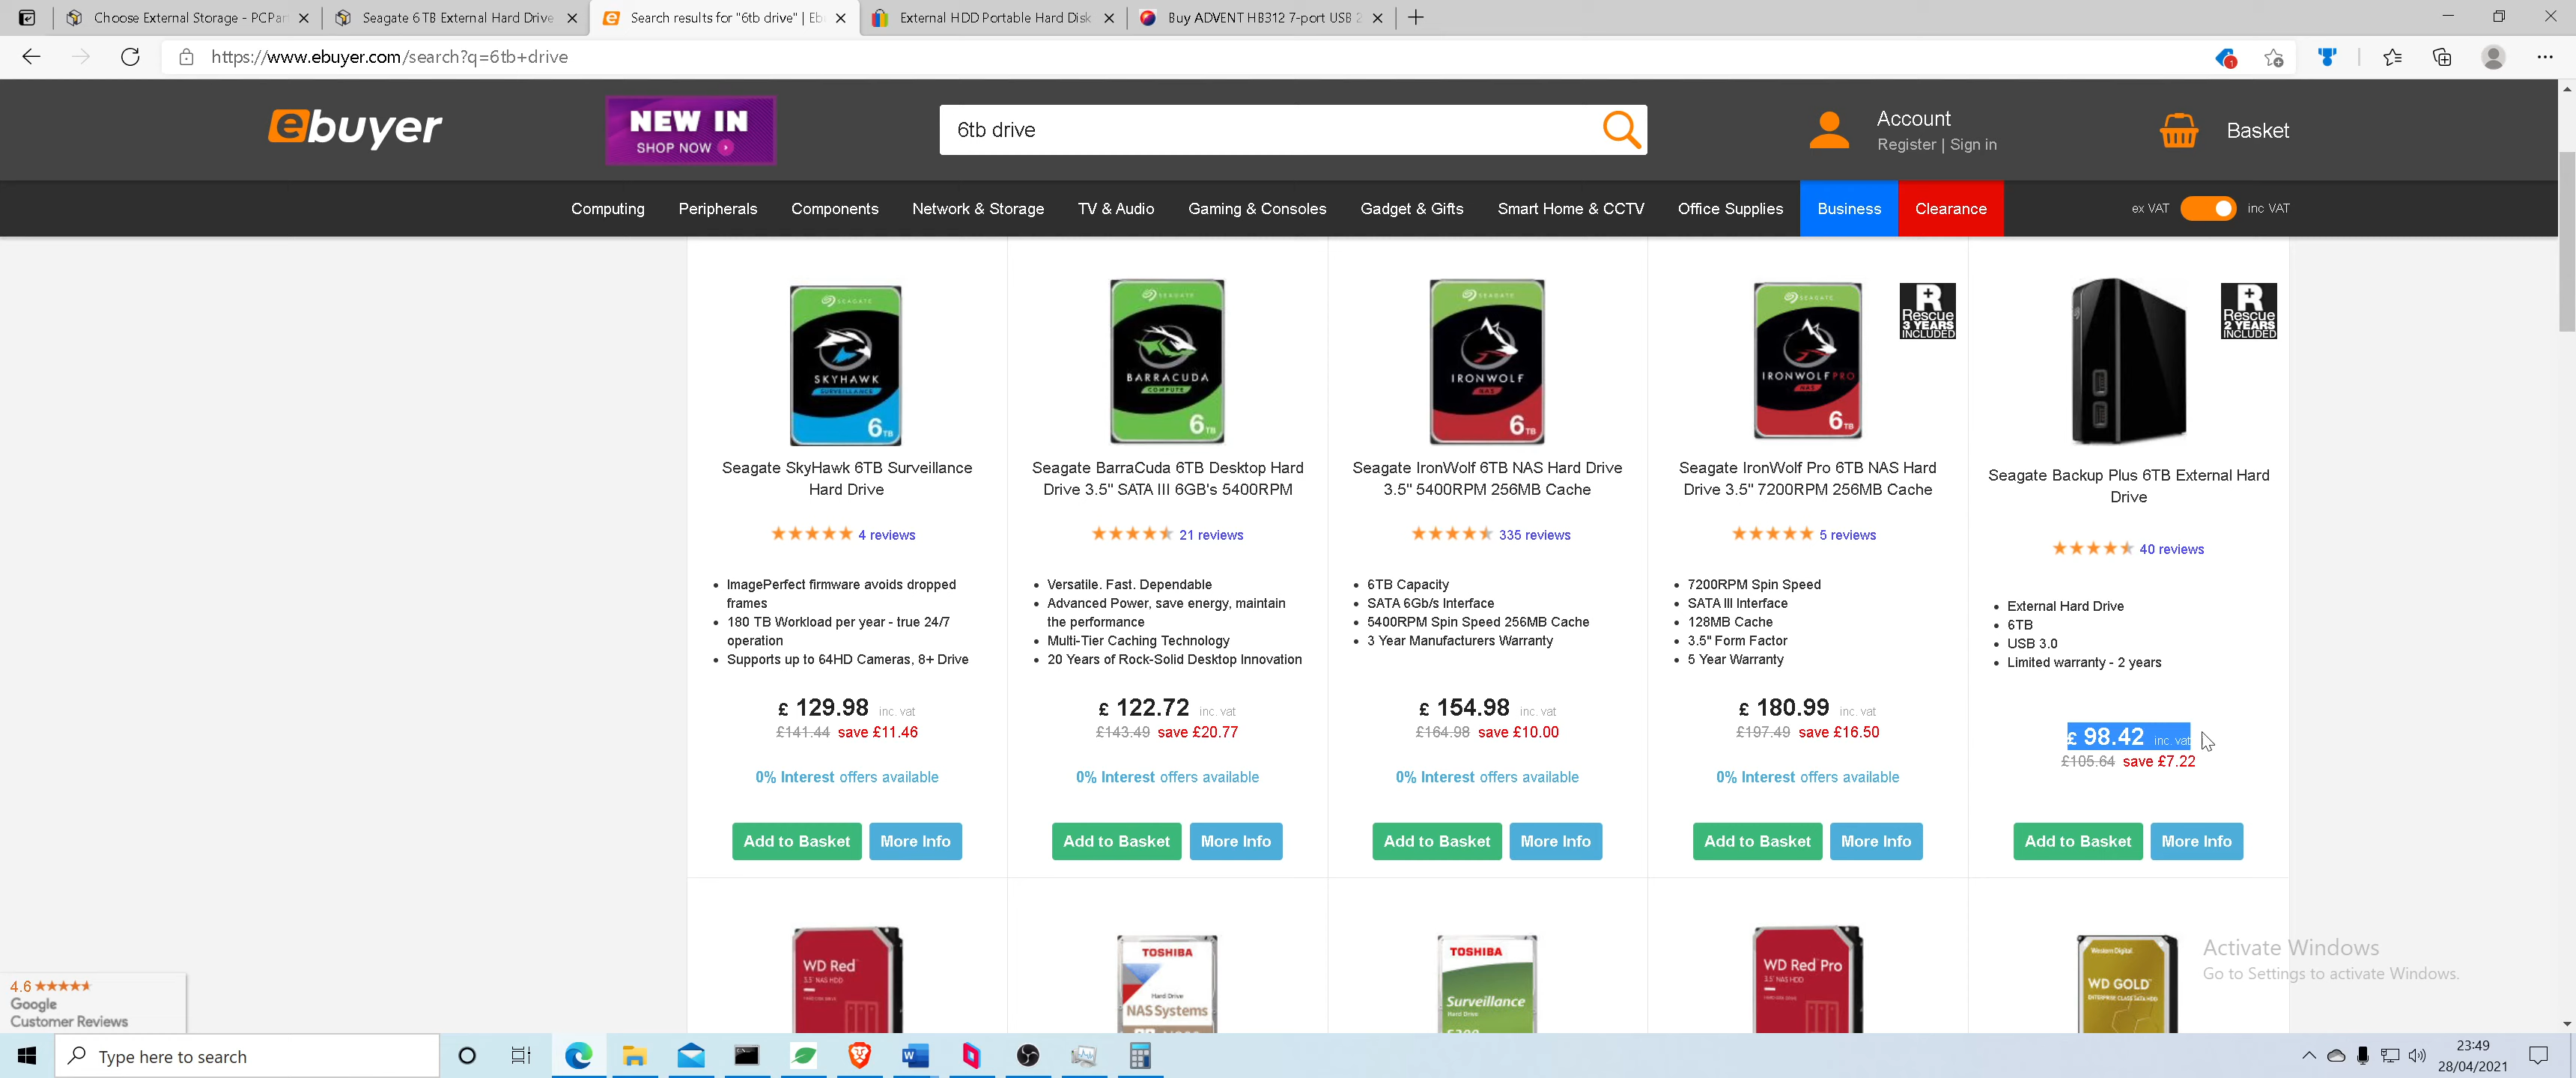 Choose External Storage - PCPar
Seagate 6 TB External Hard Drive
Search results for "6tb drive" | Eb
External HDD Portable Hard Disk
Buy ADVENT HB312 7-port USB 2
https://www.ebuyer.com/search?q=6tb+drive
1
ebuyer
NEW IN
SHOP NOW
6tb drive
Account
Register | Sign in
Basket
Computing
Peripherals
Components
Network & Storage
TV & Audio
Gaming & Consoles
Gadget & Gifts
Smart Home & CCTV
Office Supplies
Business
Clearance
ex VAT
inc VAT
SEAGATE
SKYHAWK
SURVEILLANCE
6TB
Seagate SkyHawk 6TB Surveillance
Hard Drive
4 reviews
ImagePerfect firmware avoids dropped
frames
180 TB Workload per year - true 24/7
operation
Supports up to 64HD Cameras, 8+ Drive
£ 129.98 inc. vat
£141.44 save £11.46
0% Interest offers available
Add to Basket
More Info
SEAGATE
BARRACUDA
COMPUTE
6TB
Seagate BarraCuda 6TB Desktop Hard
Drive 3.5" SATA III 6GB's 5400RPM
21 reviews
Versatile. Fast. Dependable
Advanced Power, save energy, maintain
the performance
Multi-Tier Caching Technology
20 Years of Rock-Solid Desktop Innovation
£ 122.72 inc. vat
£143.49 save £20.77
0% Interest offers available
Add to Basket
More Info
SEAGATE
IRONWOLF
NAS
6TB
Seagate IronWolf 6TB NAS Hard Drive
3.5" 5400RPM 256MB Cache
335 reviews
6TB Capacity
SATA 6Gb/s Interface
5400RPM Spin Speed 256MB Cache
3 Year Manufacturers Warranty
£ 154.98 inc. vat
£164.98 save £10.00
0% Interest offers available
Add to Basket
More Info
SEAGATE
IRONWOLF PRO
NAS
6TB
R+
Rescue
3 YEARS
INCLUDED
Seagate IronWolf Pro 6TB NAS Hard
Drive 3.5" 7200RPM 256MB Cache
5 reviews
7200RPM Spin Speed
SATA III Interface
128MB Cache
3.5" Form Factor
5 Year Warranty
£ 180.99 inc. vat
£197.49 save £16.50
0% Interest offers available
Add to Basket
More Info
R+
Rescue
2 YEARS
INCLUDED
Seagate Backup Plus 6TB External Hard
Drive
40 reviews
External Hard Drive
6TB
USB 3.0
Limited warranty - 2 years
£ 98.42 inc. vat
£105.64 save £7.22
Add to Basket
More Info
WD Red
3.5" NAS HDD
TOSHIBA
Hard Drive
NAS Systems
TOSHIBA
Surveillance
Hard Drive
WD Red Pro
3.5" NAS HDD
Western Digital
WD GOLD
ENTERPRISE CLASS SATA HDD
Activate Windows
Go to Settings to activate Windows.
4.6
Google
Customer Reviews
Type here to search
23:49
28/04/2021